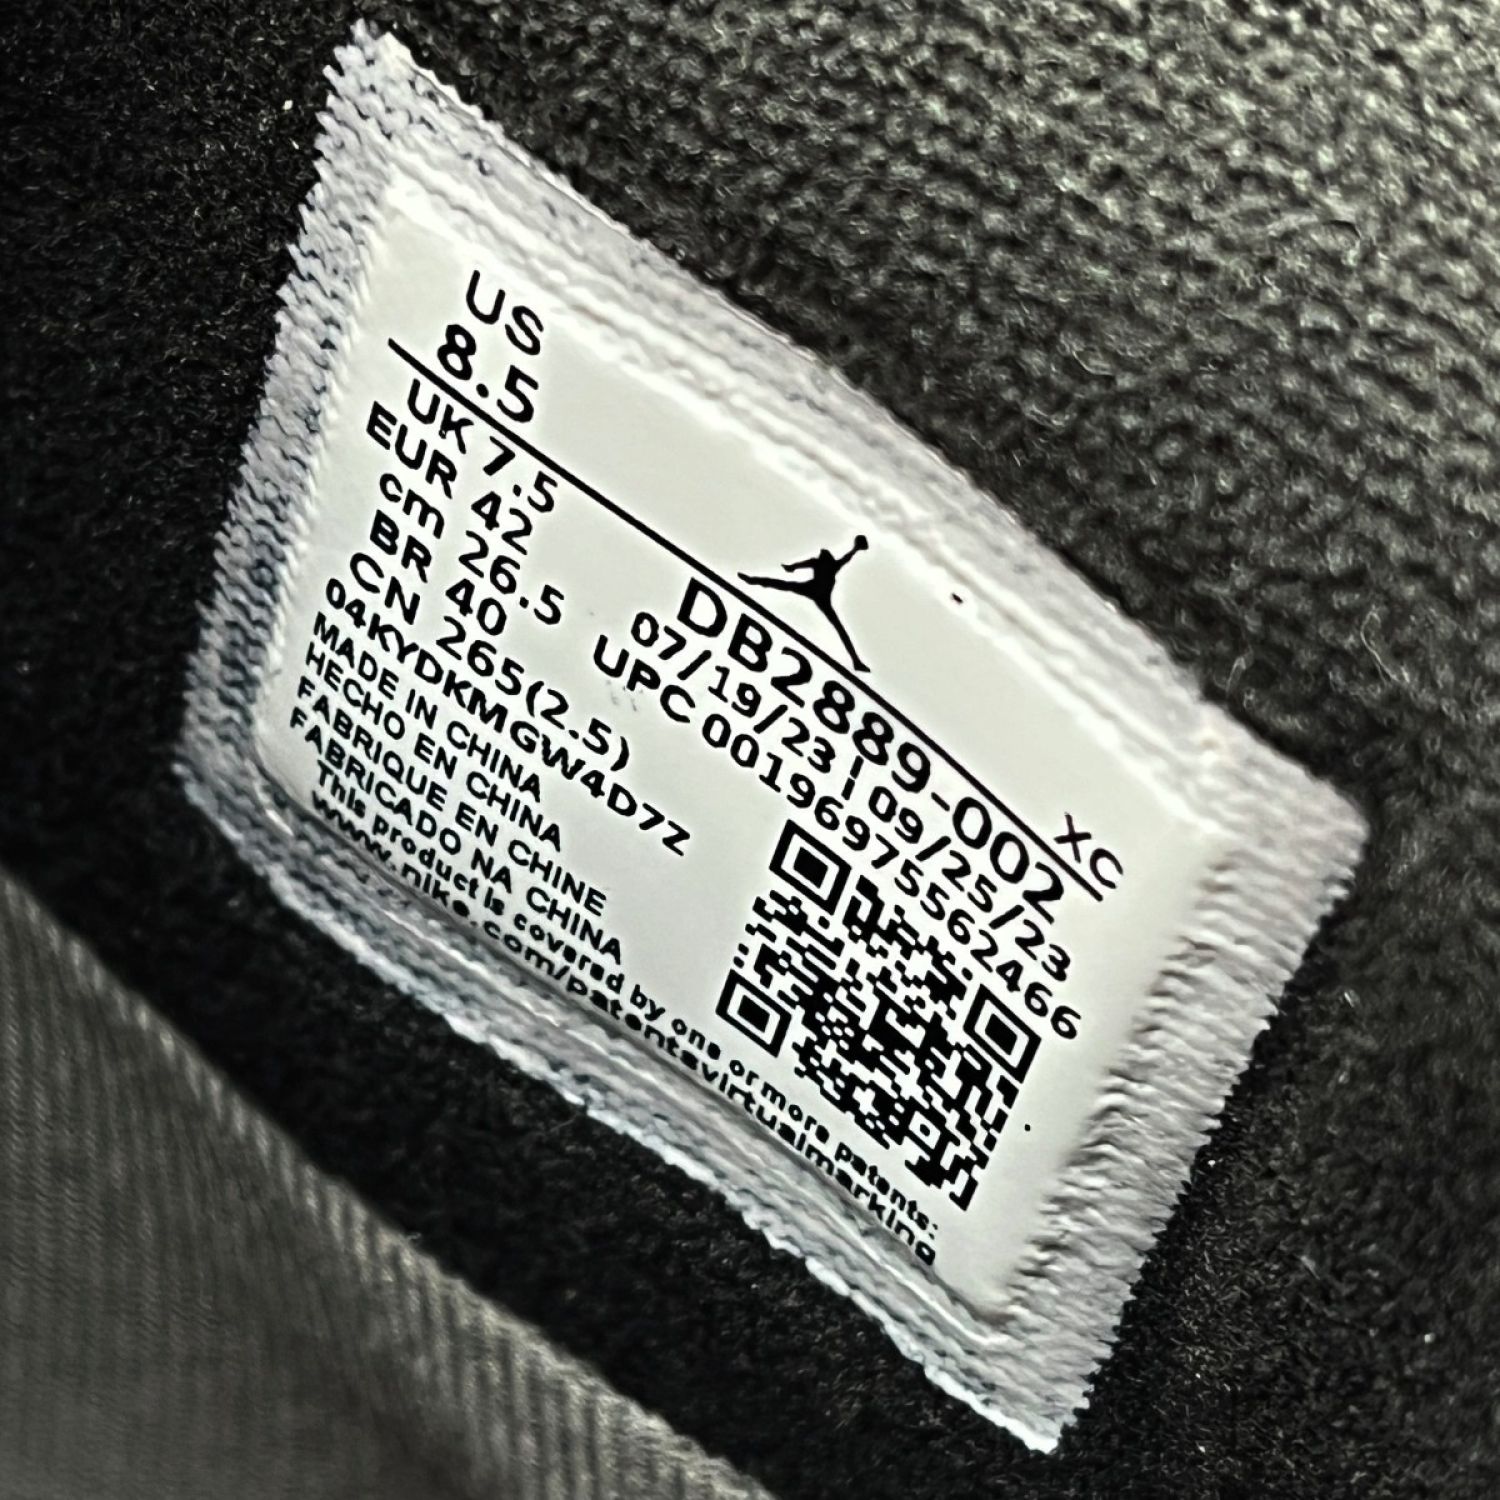 US
8.5
XC
UK 7.5
EUR 42
cm 26.5
BR 40
CN 265(2.5)
04KYDKMGW4D7Z
MADE IN CHINA
HECHO EN CHINA
FABRIQUE EN CHINE
FABRICADO NA CHINA
This product is covered by one or more patents:
www.nike.com/patentsvirtualmarking
DB2889-002
07/19/23 | 09/25/23
UPC 00196975562466